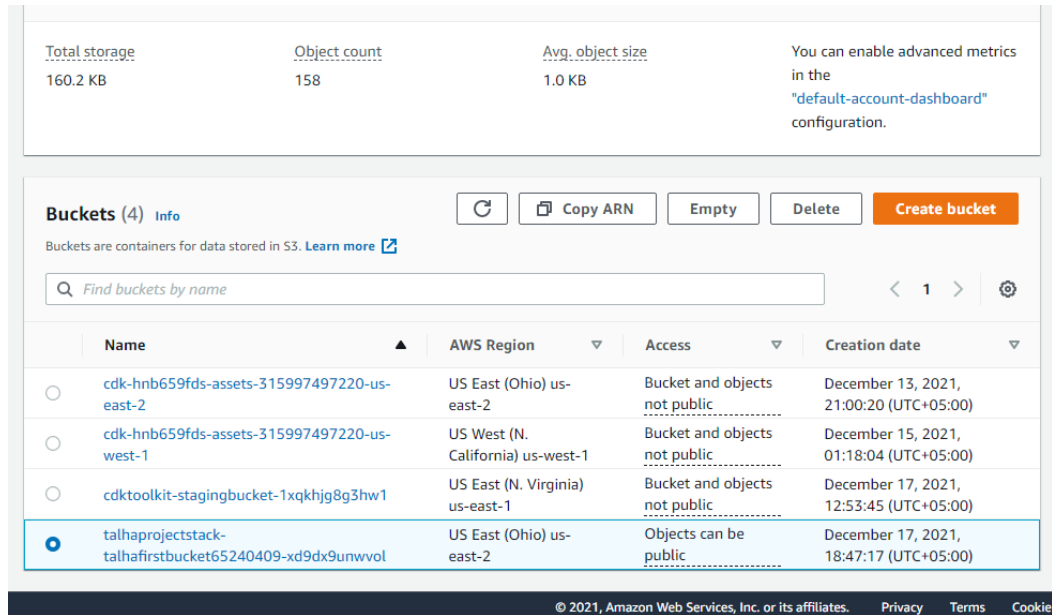 Total storage
160.2 KB
Object count
158
Avg. object size
1.0 KB
You can enable advanced metrics
in the
"default-account-dashboard"
configuration.
Buckets (4) Info
Copy ARN
Empty
Delete
Create bucket
Buckets are containers for data stored in S3. Learn more
Find buckets by name
1
Name
AWS Region
Access
Creation date
cdk-hnb659fds-assets-315997497220-us-
east-2
US East (Ohio) us-
east-2
Bucket and objects
not public
December 13, 2021,
21:00:20 (UTC+05:00)
cdk-hnb659fds-assets-315997497220-us-
west-1
US West (N.
California) us-west-1
Bucket and objects
not public
December 15, 2021,
01:18:04 (UTC+05:00)
cdktoolkit-stagingbucket-1xqkhjg8g3hw1
US East (N. Virginia)
us-east-1
Bucket and objects
not public
December 17, 2021,
12:53:45 (UTC+05:00)
talhaprojectstack-
talhafirstbucket65240409-xd9dx9unwvol
US East (Ohio) us-
east-2
Objects can be
public
December 17, 2021,
18:47:17 (UTC+05:00)
© 2021, Amazon Web Services, Inc. or its affiliates.
Privacy
Terms
Cookie